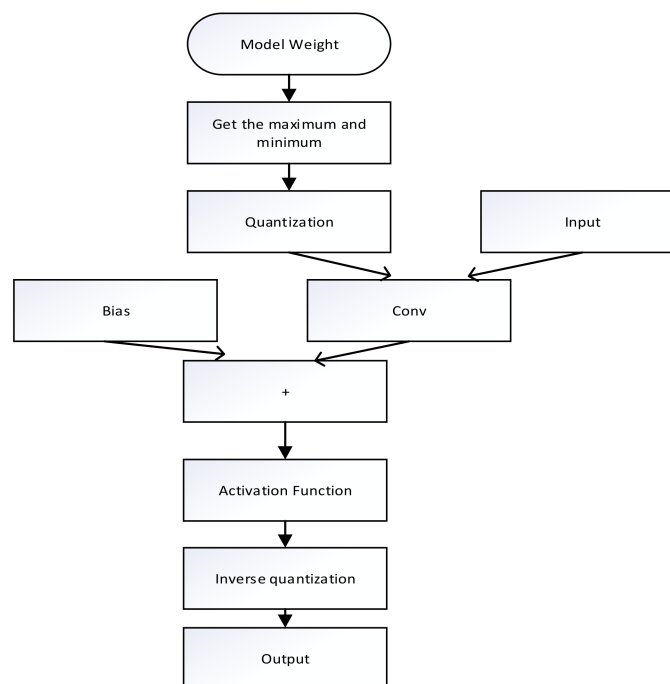 Model Weight
Get the maximum and
minimum
Quantization
Input
Bias
Conv
+
Activation Function
Inverse quantization
Output